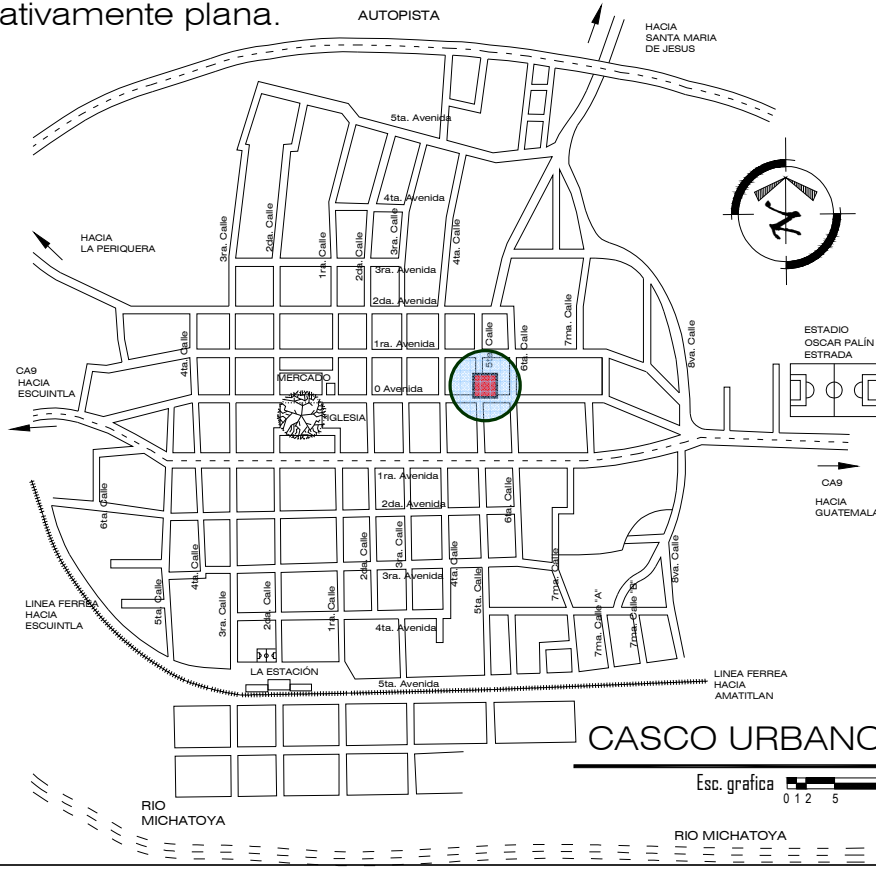 ativamente plana.
AUTOPISTA
HACIA
SANTA MARIA
DE JESUS
5ta. Avenida
4ta. Avenida
3ra. Calle
2da. Calle
1ra. Calle
2da. Calle
3ra. Calle
4ta. Calle
HACIA
LA PERIQUERA
3ra. Avenida
2da. Avenida
7ma. Calle
1ra. Avenida
4ta. Calle
5ta. Calle
6ta. Calle
8va. Calle
ESTADIO
OSCAR PALÍN
ESTRADA
CA9
HACIA
ESCUINTLA
MERCADO
0 Avenida
IGLESIA
1ra. Avenida
2da. Avenida
6ta. Calle
6ta. Calle
CA9
HACIA
GUATEMALA
4ta. Calle
2da. Calle
3ra. Calle
3ra. Avenida
4ta. Calle
5ta. Calle
7ma. Calle
8va. Calle
LINEA FERREA
HACIA
ESCUINTLA
5ta. Calle
3ra. Calle
2da. Calle
1ra. Calle
4ta. Avenida
7ma. Calle "A"
7ma. Calle "B"
LA ESTACIÓN
5ta. Avenida
LINEA FERREA
HACIA
AMATITLAN
CASCO URBANO
Esc. grafica
0 1 2 5
RIO
MICHATOYA
RIO MICHATOYA